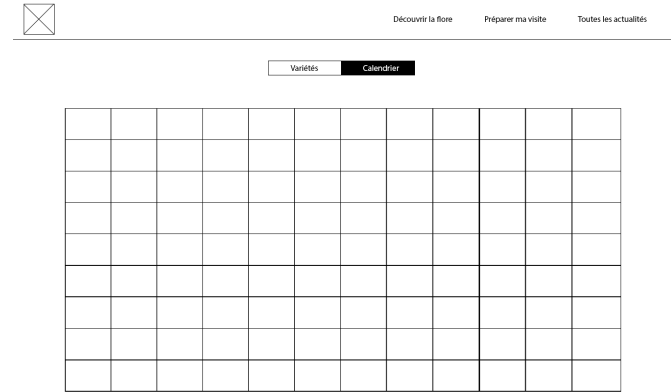 Découvrir la flore Préparer ma visite Toutes les actualités
Variétés Calendrier